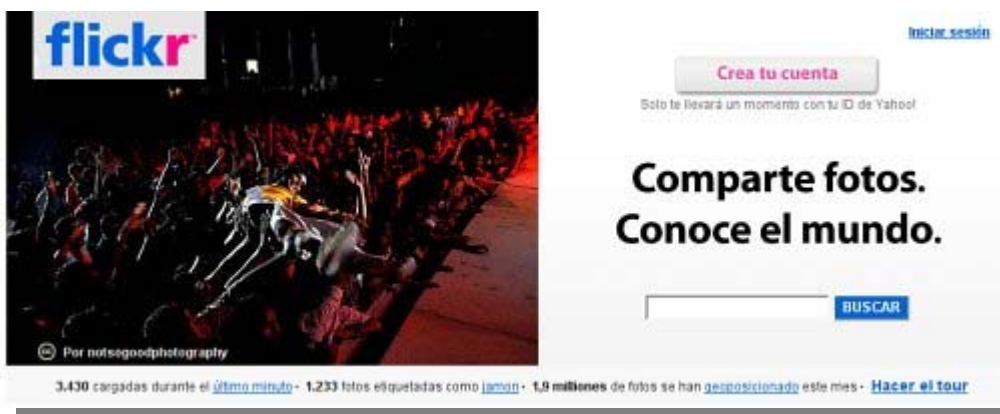 flickr
Iniciar sesión
Crea tu cuenta
Solo te llevará un momento con tu ID de Yahoo!
Comparte fotos.
Conoce el mundo.
BUSCAR
cc Por notsogoodphotography
3.430 cargadas durante el último minuto · 1.233 fotos etiquetadas como jamon · 1,9 milliones de fotos se han geoposicionado este mes · Hacer el tour